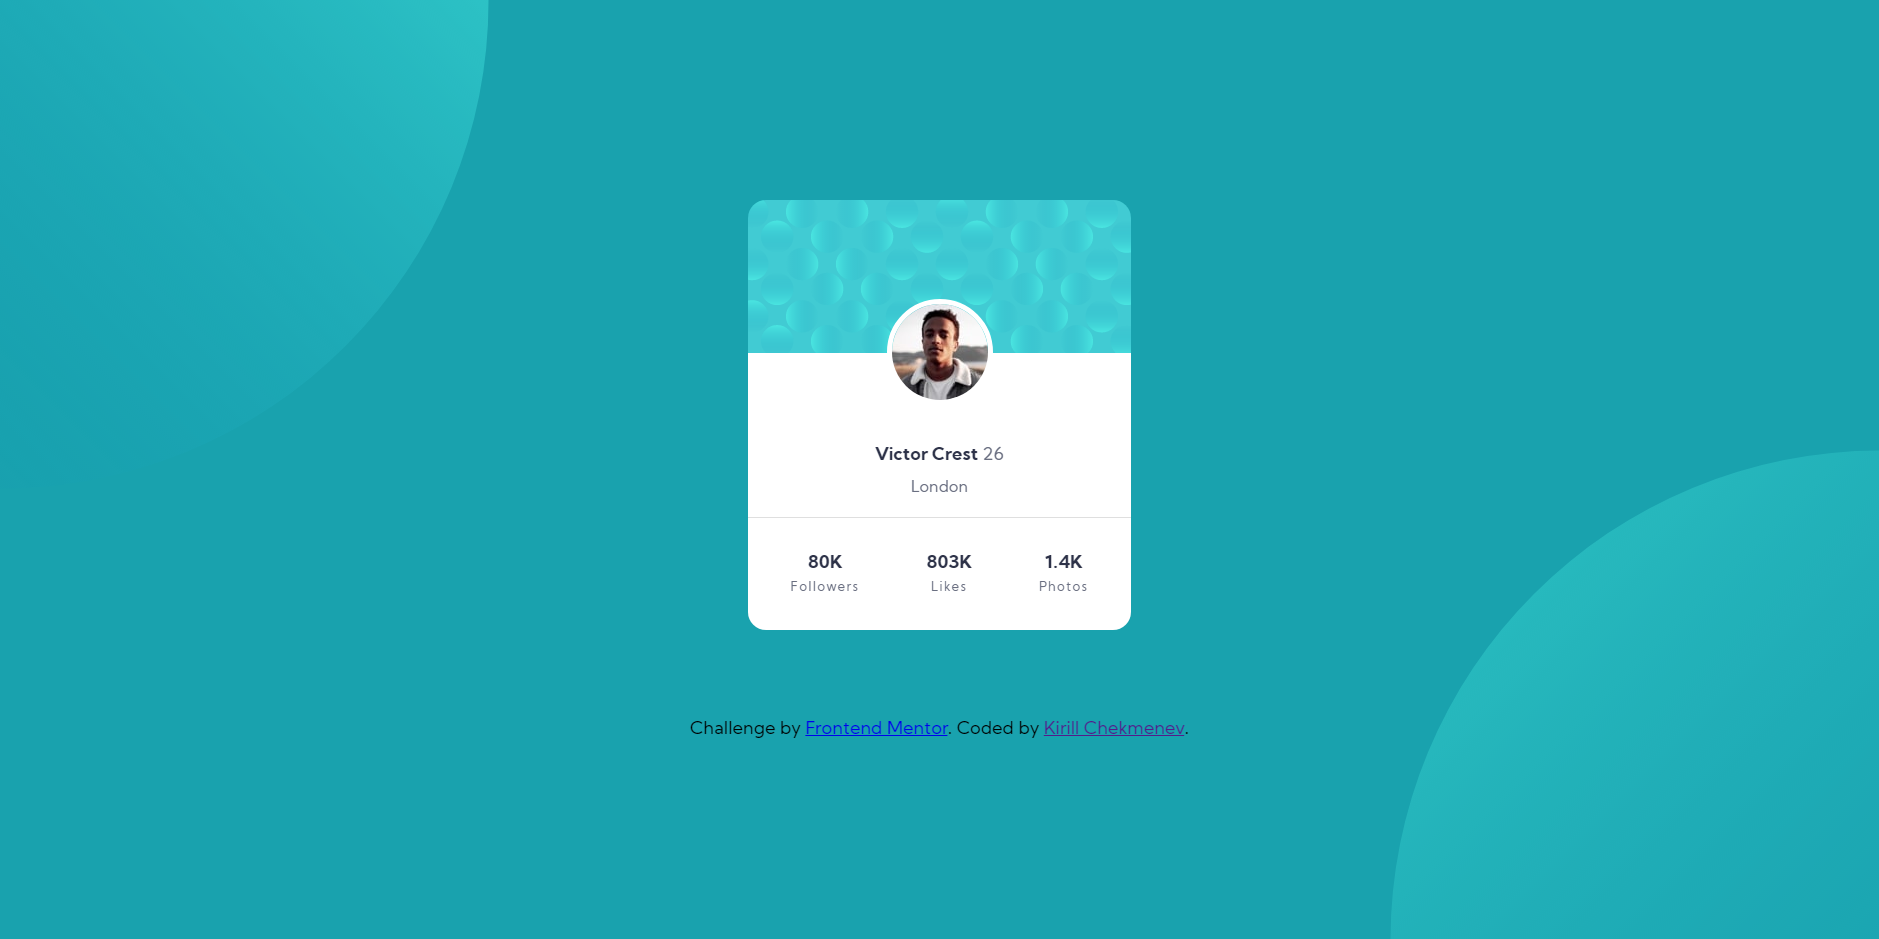 Victor Crest 26
London
80K 803K 1.4K
Followers Likes Photos
Challenge by Frontend Mentor. Coded by Kirill Chekmenev.